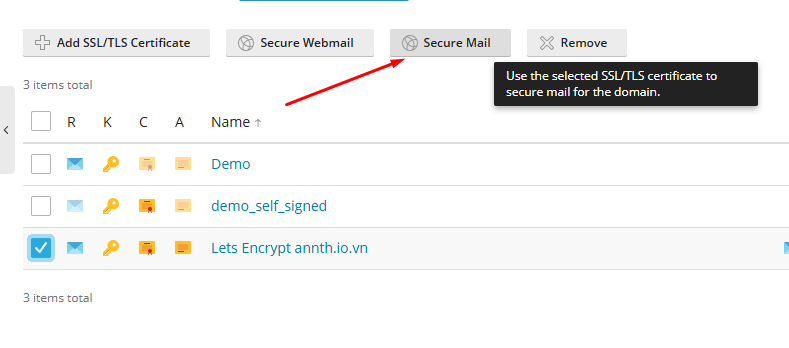 Add SSL/TLS Certificate
Secure Webmail
Secure Mail
Remove
3 items total
Use the selected SSL/TLS certificate to
secure mail for the domain.
R K C A Name ↑
Demo
demo_self_signed
Lets Encrypt annth.io.vn
3 items total